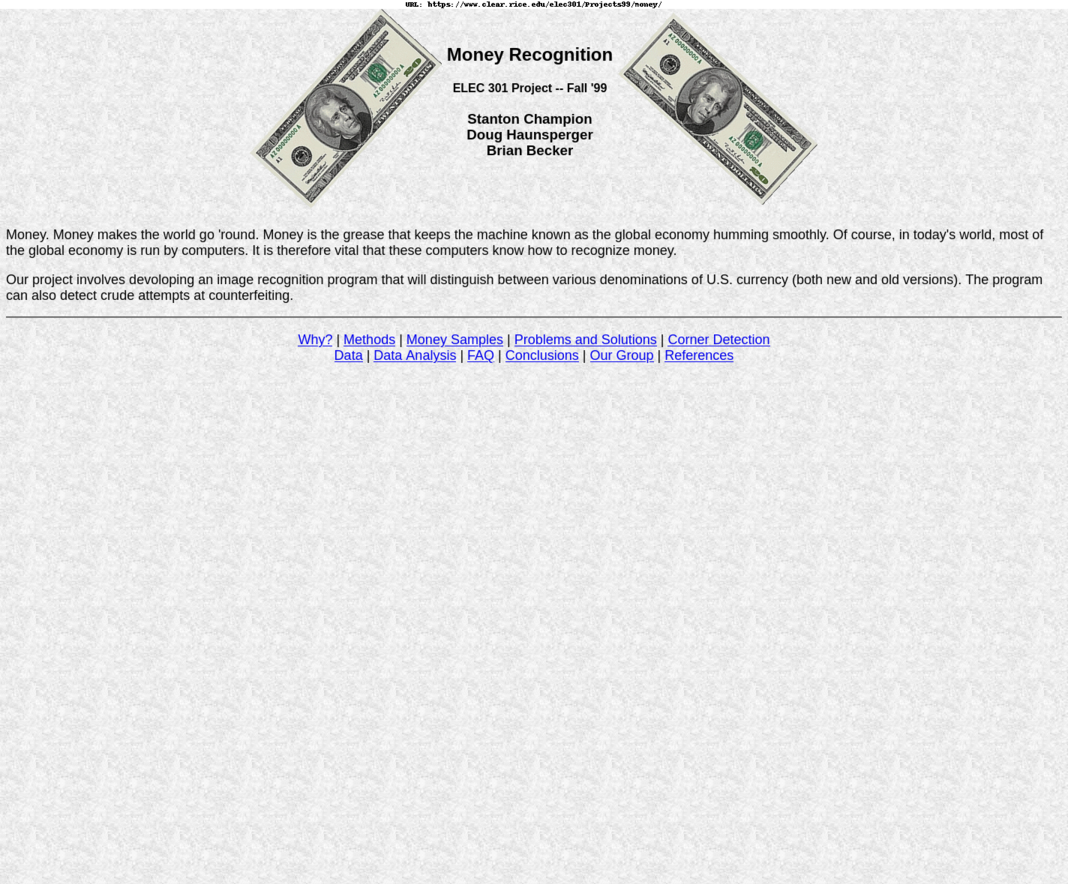 URL: https://www.clear.rice.edu/elec301/Projects99/money/
Money Recognition
ELEC 301 Project -- Fall '99
Stanton Champion
Doug Haunsperger
Brian Becker
Money. Money makes the world go 'round. Money is the grease that keeps the machine known as the global economy humming smoothly. Of course, in today's world, most of
the global economy is run by computers. It is therefore vital that these computers know how to recognize money.
Our project involves devoloping an image recognition program that will distinguish between various denominations of U.S. currency (both new and old versions). The program
can also detect crude attempts at counterfeiting.
Why? | Methods | Money Samples | Problems and Solutions | Corner Detection
Data | Data Analysis | FAQ | Conclusions | Our Group | References